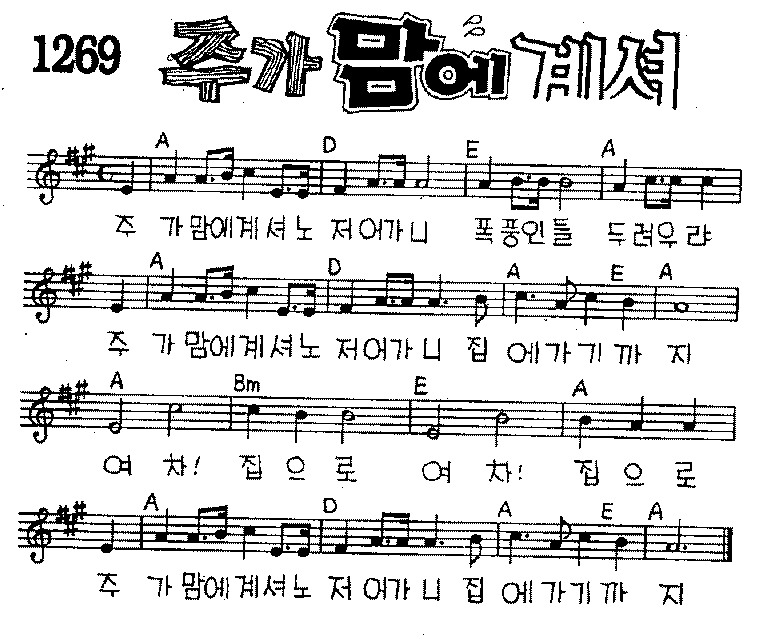 1269 주가 맘에 계셔
A D E A
주 가 맘에계 셔 노 저 어가 니 폭 풍인 들 두 려우 랴
A D A E A
주 가 맘에계 셔 노 저 어가 니 집 에 가 기 까 지
A Bm E A
여 차! 집 으 로 여 차! 집 으 로
A D A E A
주 가 맘에계 셔 노 저 어가 니 집 에 가 기 까 지